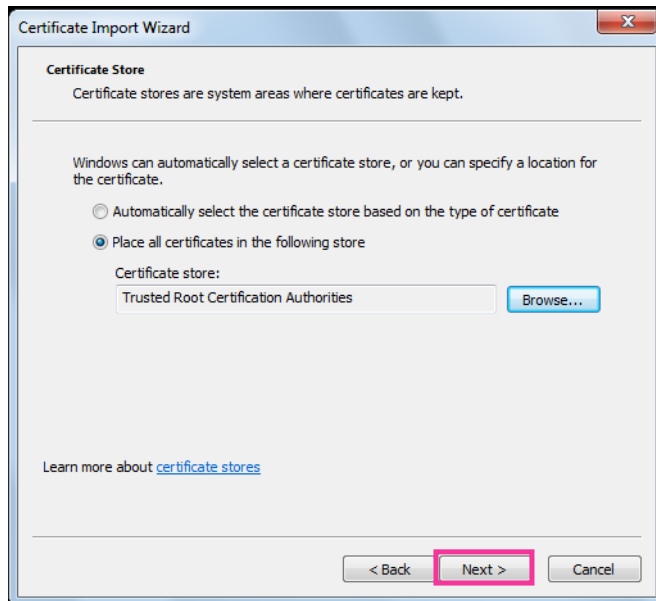 Certificate Import Wizard
Certificate Store
Certificate stores are system areas where certificates are kept.
Windows can automatically select a certificate store, or you can specify a location for
the certificate.
Automatically select the certificate store based on the type of certificate
Place all certificates in the following store
Certificate store:
Trusted Root Certification Authorities
Browse...
Learn more about certificate stores
< Back
Next >
Cancel